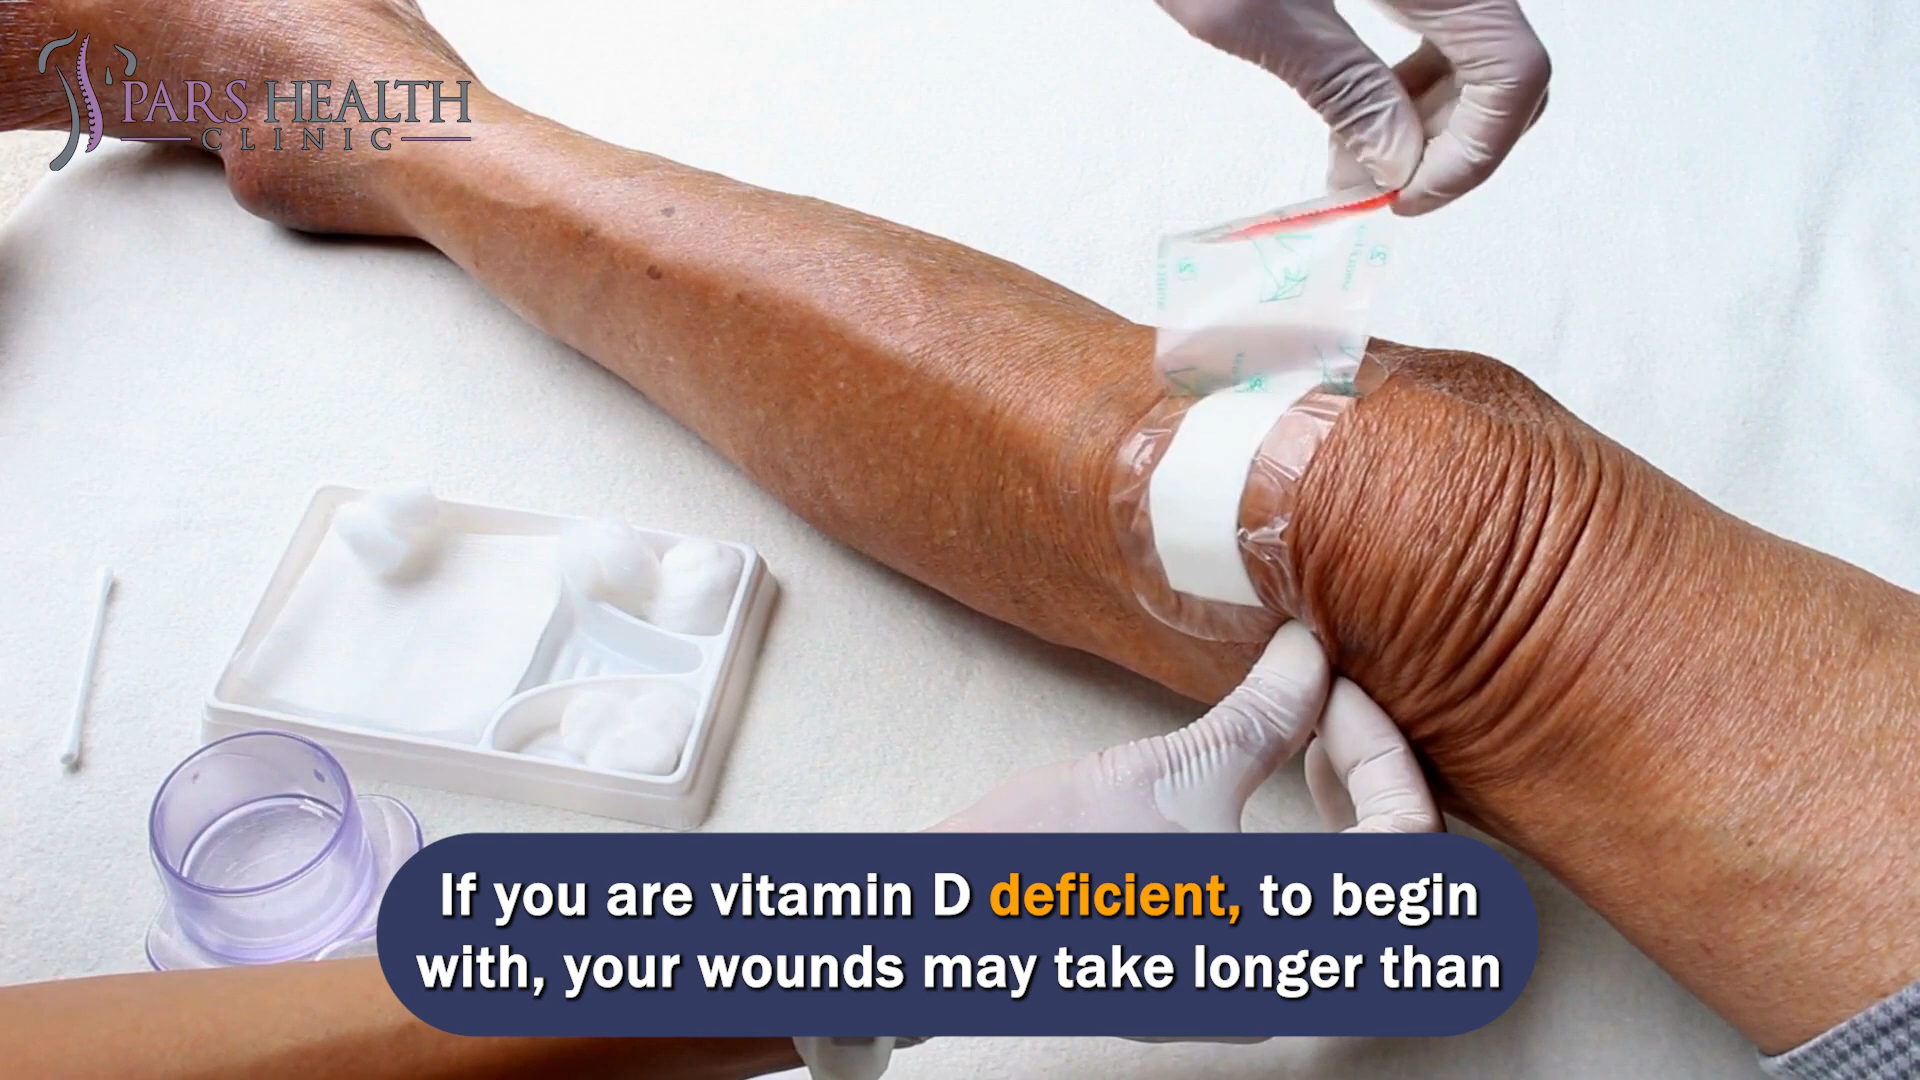 PARS HEALTH
CLINIC
If you are vitamin D deficient, to begin
with, your wounds may take longer than